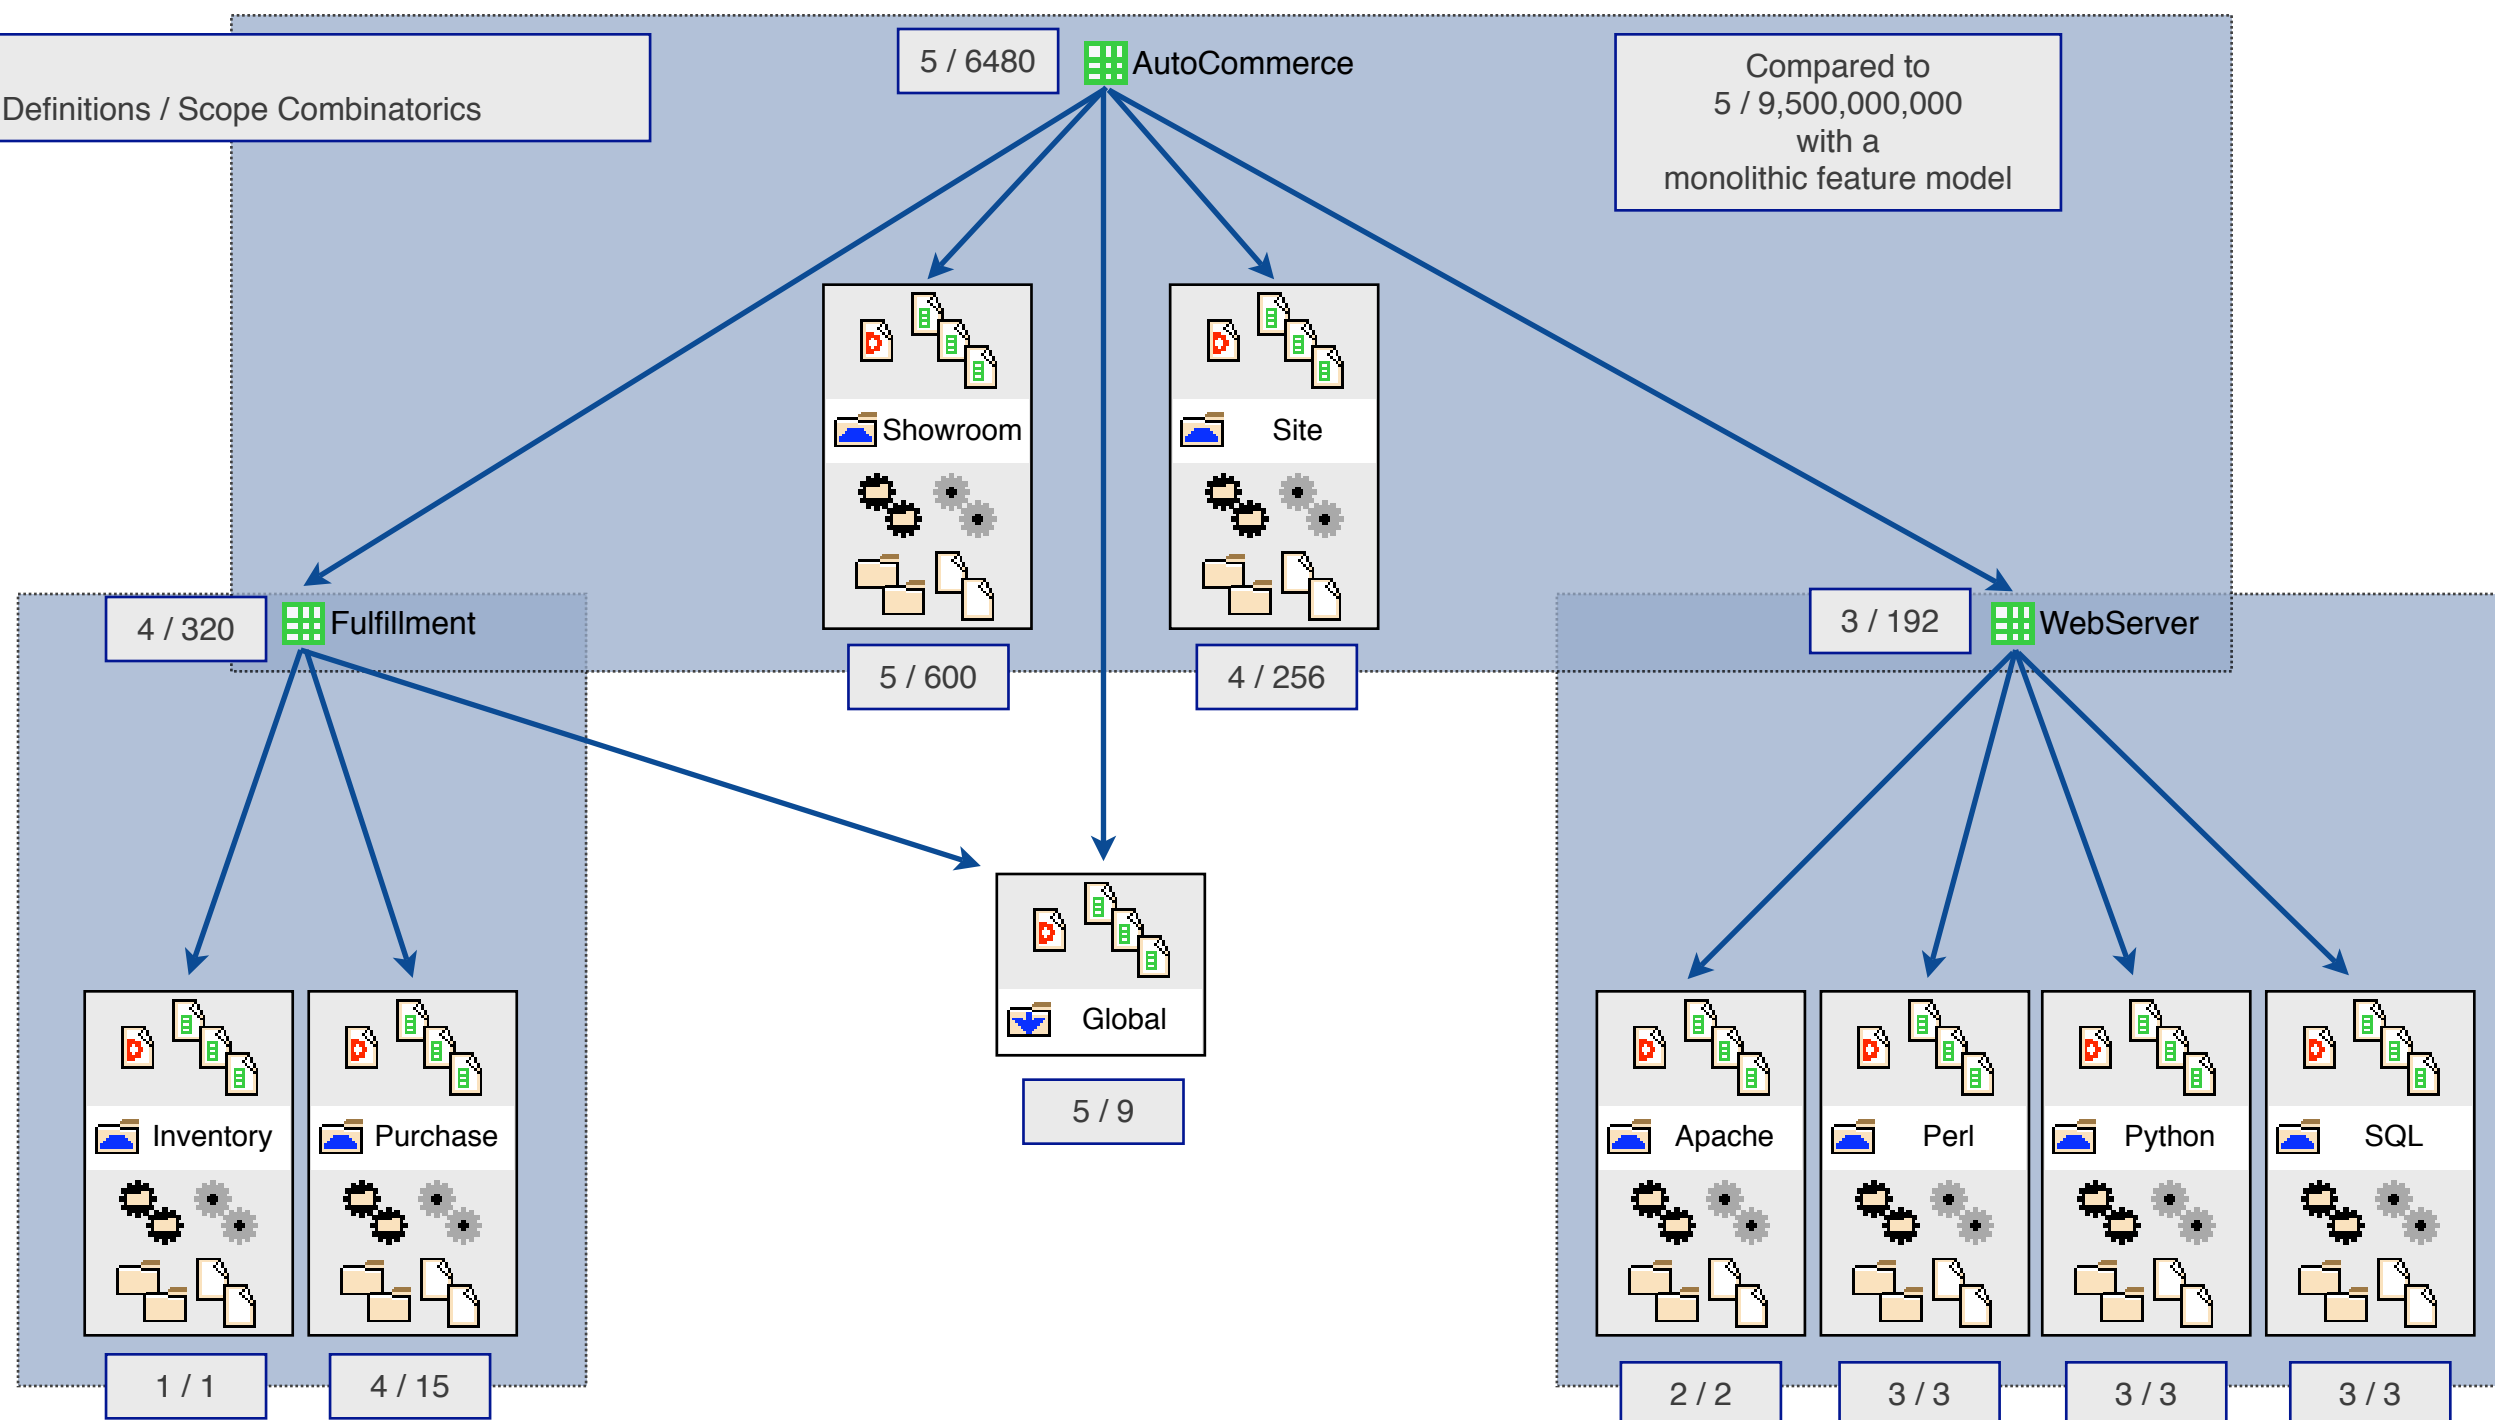 Definitions / Scope Combinatorics
5 / 6480
AutoCommerce
Compared to
5 / 9,500,000,000
with a
monolithic feature model
Showroom
Site
4 / 320
Fulfillment
3 / 192
WebServer
5 / 600
4 / 256
Global
5 / 9
Inventory
Purchase
Apache
Perl
Python
SQL
1 / 1
4 / 15
2 / 2
3 / 3
3 / 3
3 / 3